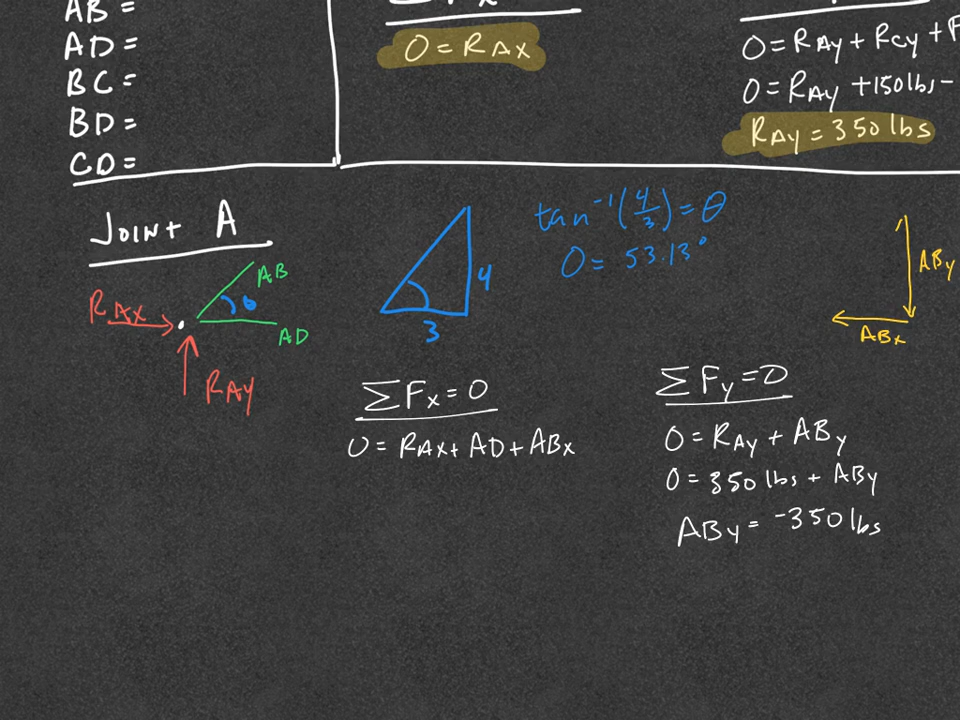 AB =
AD =
BC =
BD =
CD =
0 = RAX
0 = RAY + RCY + F
0 = RAY + 150 lbs -
RAY = 350 lbs
JOINT A
AB
θ
AD
RAX
RAY
4
3
tan⁻¹(4/3) = θ
θ = 53.13°
ABY
ABX
ΣFx = 0
0 = RAX + AD + ABX
ΣFy = 0
0 = RAY + ABY
0 = 350 lbs + ABY
ABY = -350 lbs